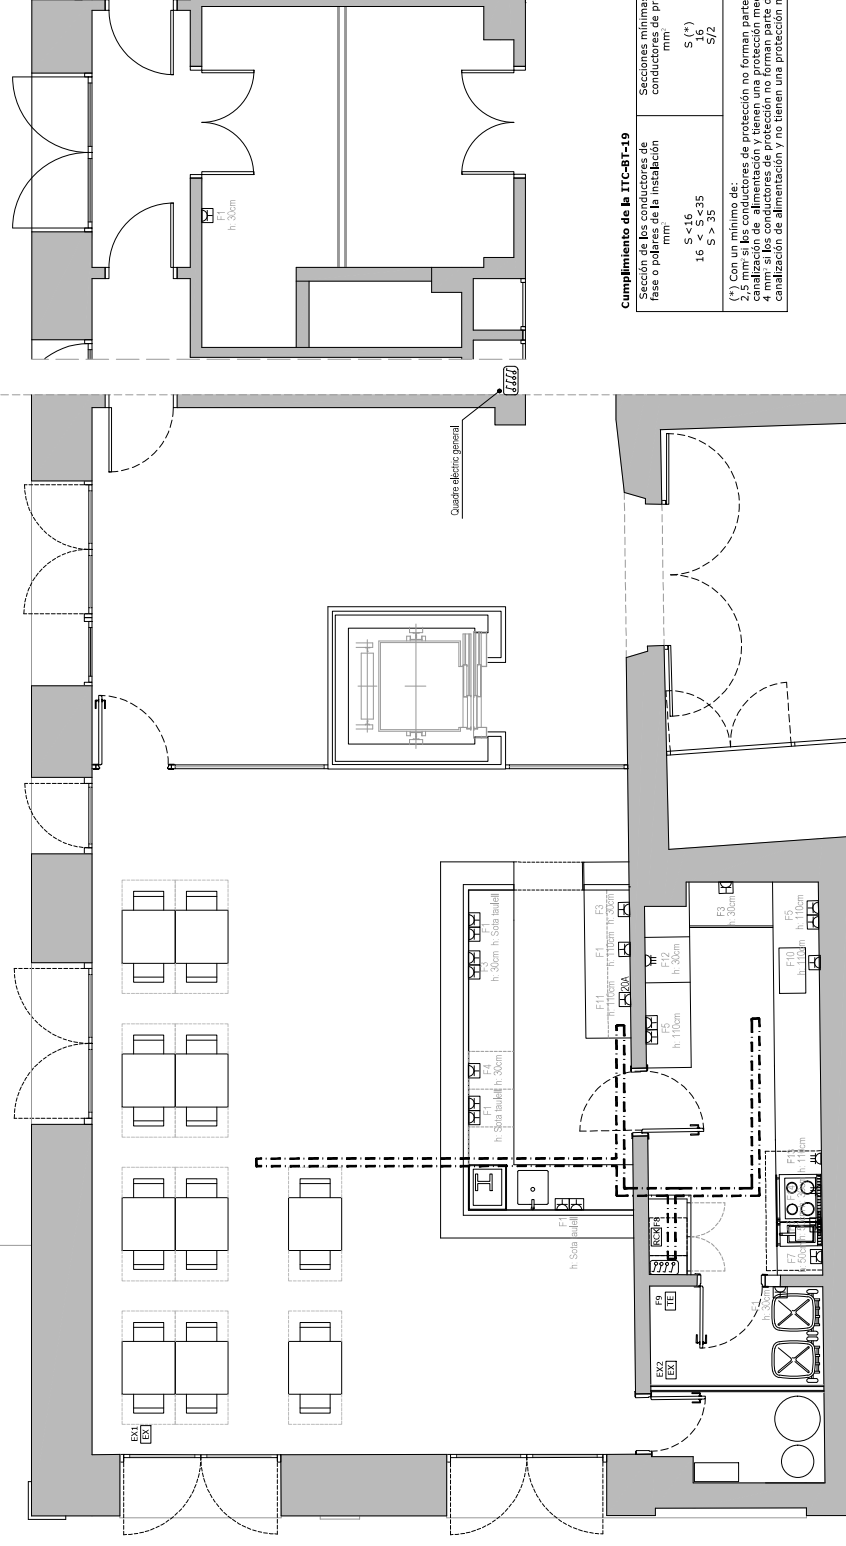 Cumplimiento de la ITC-BT-19
Sección de los conductores de
fase o polares de la instalación
mm²
S <16
16 < S <35
S > 35
Secciones mínimas
conductores de pr
mm²
S (*)
16
S/2
(*) Con un mínimo de:
2,5 mm² si los conductores de protección no forman parte
canalización de alimentación y tienen una protección me
4 mm² si los conductores de protección no forman parte
canalización de alimentación y no tienen una protección
F1
h: 30cm
Quadre elèctric general
F1
h: Sota taulell
F3
h: 30cm
F4
h: 30cm
F1
h: Sota taulell
F1
h: Sota taulell
F3
h: 30cm
F1
h: 110cm
F11
h: 110cm
20A
F12
h: 30cm
F5
h: 110cm
F3
h: 30cm
F5
h: 110cm
F10
h: 110cm
h: 110cm
F7
h: 50cm
F1
h: 30cm
RCK
F8
F9
TE
EX2
EX
EX1
EX